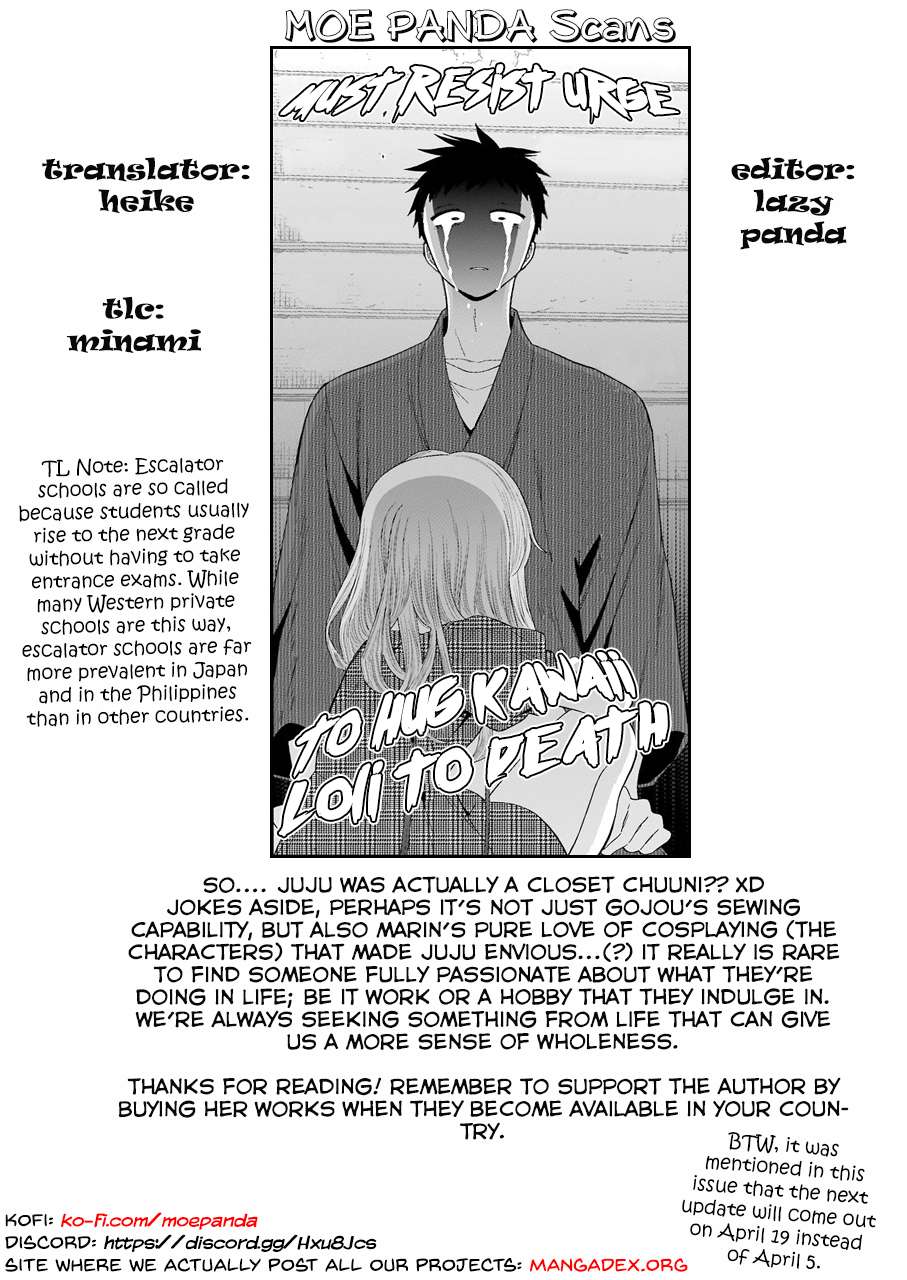 MOE PANDA Scans
MUST RESIST URGE
translator:
heike
editor:
lazy
panda
tlc:
minami
TL Note: Escalator
schools are so called
because students usually
rise to the next grade
without having to take
entrance exams. While
many Western private
schools are this way,
escalator schools are far
more prevalent in Japan
and in the Philippines
than in other countries.
TO HUG KAWAII
LOLI TO DEATH
SO.... JUJU WAS ACTUALLY A CLOSET CHUUNI?? XD
JOKES ASIDE, PERHAPS IT'S NOT JUST GOJOU'S SEWING
CAPABILITY, BUT ALSO MARIN'S PURE LOVE OF COSPLAYING (THE
CHARACTERS) THAT MADE JUJU ENVIOUS...(?) IT REALLY IS RARE
TO FIND SOMEONE FULLY PASSIONATE ABOUT WHAT THEY'RE
DOING IN LIFE; BE IT WORK OR A HOBBY THAT THEY INDULGE IN.
WE'RE ALWAYS SEEKING SOMETHING FROM LIFE THAT CAN GIVE
US A MORE SENSE OF WHOLENESS.
THANKS FOR READING! REMEMBER TO SUPPORT THE AUTHOR BY
BUYING HER WORKS WHEN THEY BECOME AVAILABLE IN YOUR COUN-
TRY.
BTW, it was
mentioned in this
issue that the next
update will come out
on April 19 instead
of April 5.
KOFI: ko-fi.com/moepanda
DISCORD: https://discord.gg/Hxu8Jcs
SITE WHERE WE ACTUALLY POST ALL OUR PROJECTS: MANGADEX.ORG